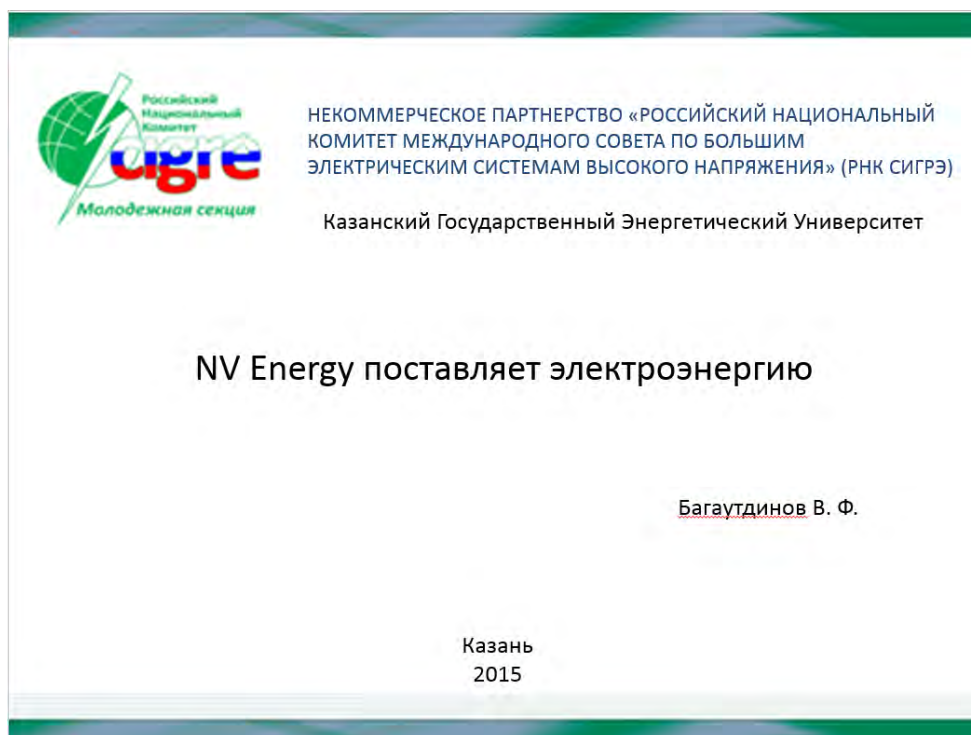 Российский
Национальный
Комитет
cigre
Молодежная секция
НЕКОММЕРЧЕСКОЕ ПАРТНЕРСТВО «РОССИЙСКИЙ НАЦИОНАЛЬНЫЙ
КОМИТЕТ МЕЖДУНАРОДНОГО СОВЕТА ПО БОЛЬШИМ
ЭЛЕКТРИЧЕСКИМ СИСТЕМАМ ВЫСОКОГО НАПРЯЖЕНИЯ» (РНК СИГРЭ)
Казанский Государственный Энергетический Университет
NV Energy поставляет электроэнергию
Багаутдинов В. Ф.
Казань
2015